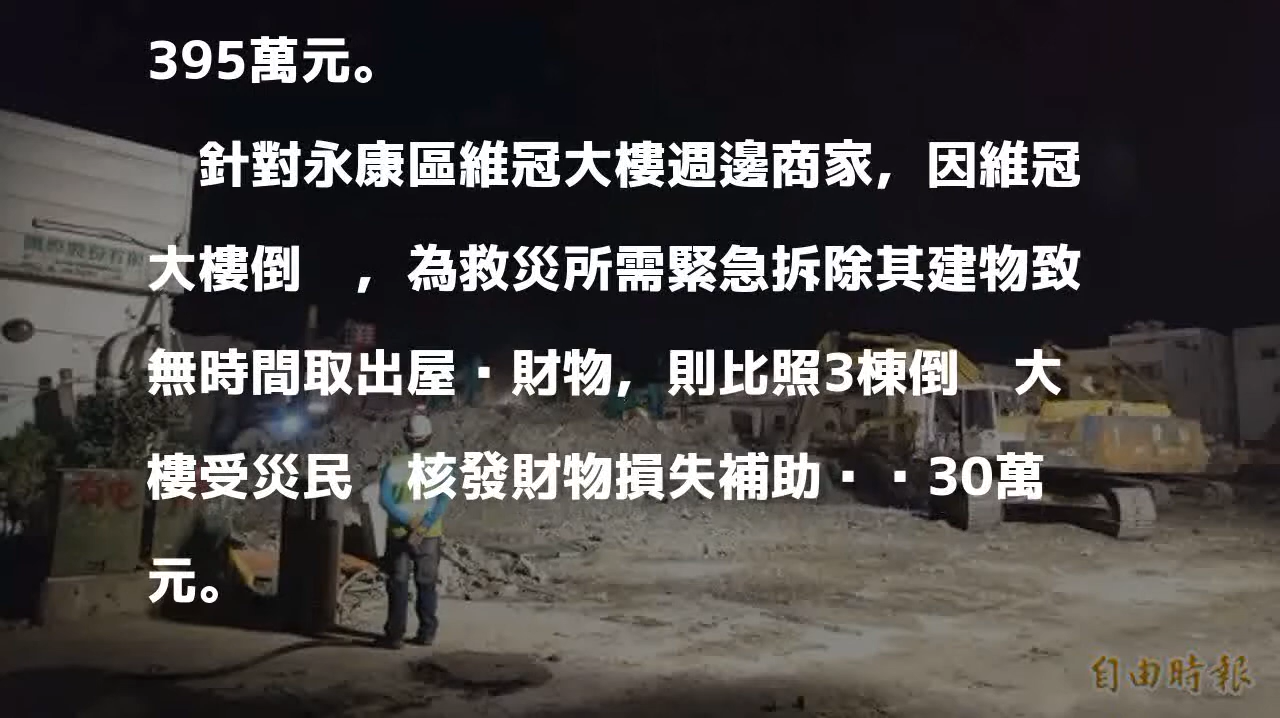 395萬元。
針對永康區維冠大樓週邊商家，因維冠
大樓倒　，為救災所需緊急拆除其建物致
無時間取出屋·財物，則比照3棟倒　大
樓受災民　核發財物損失補助··30萬
元。
有电
自由時報